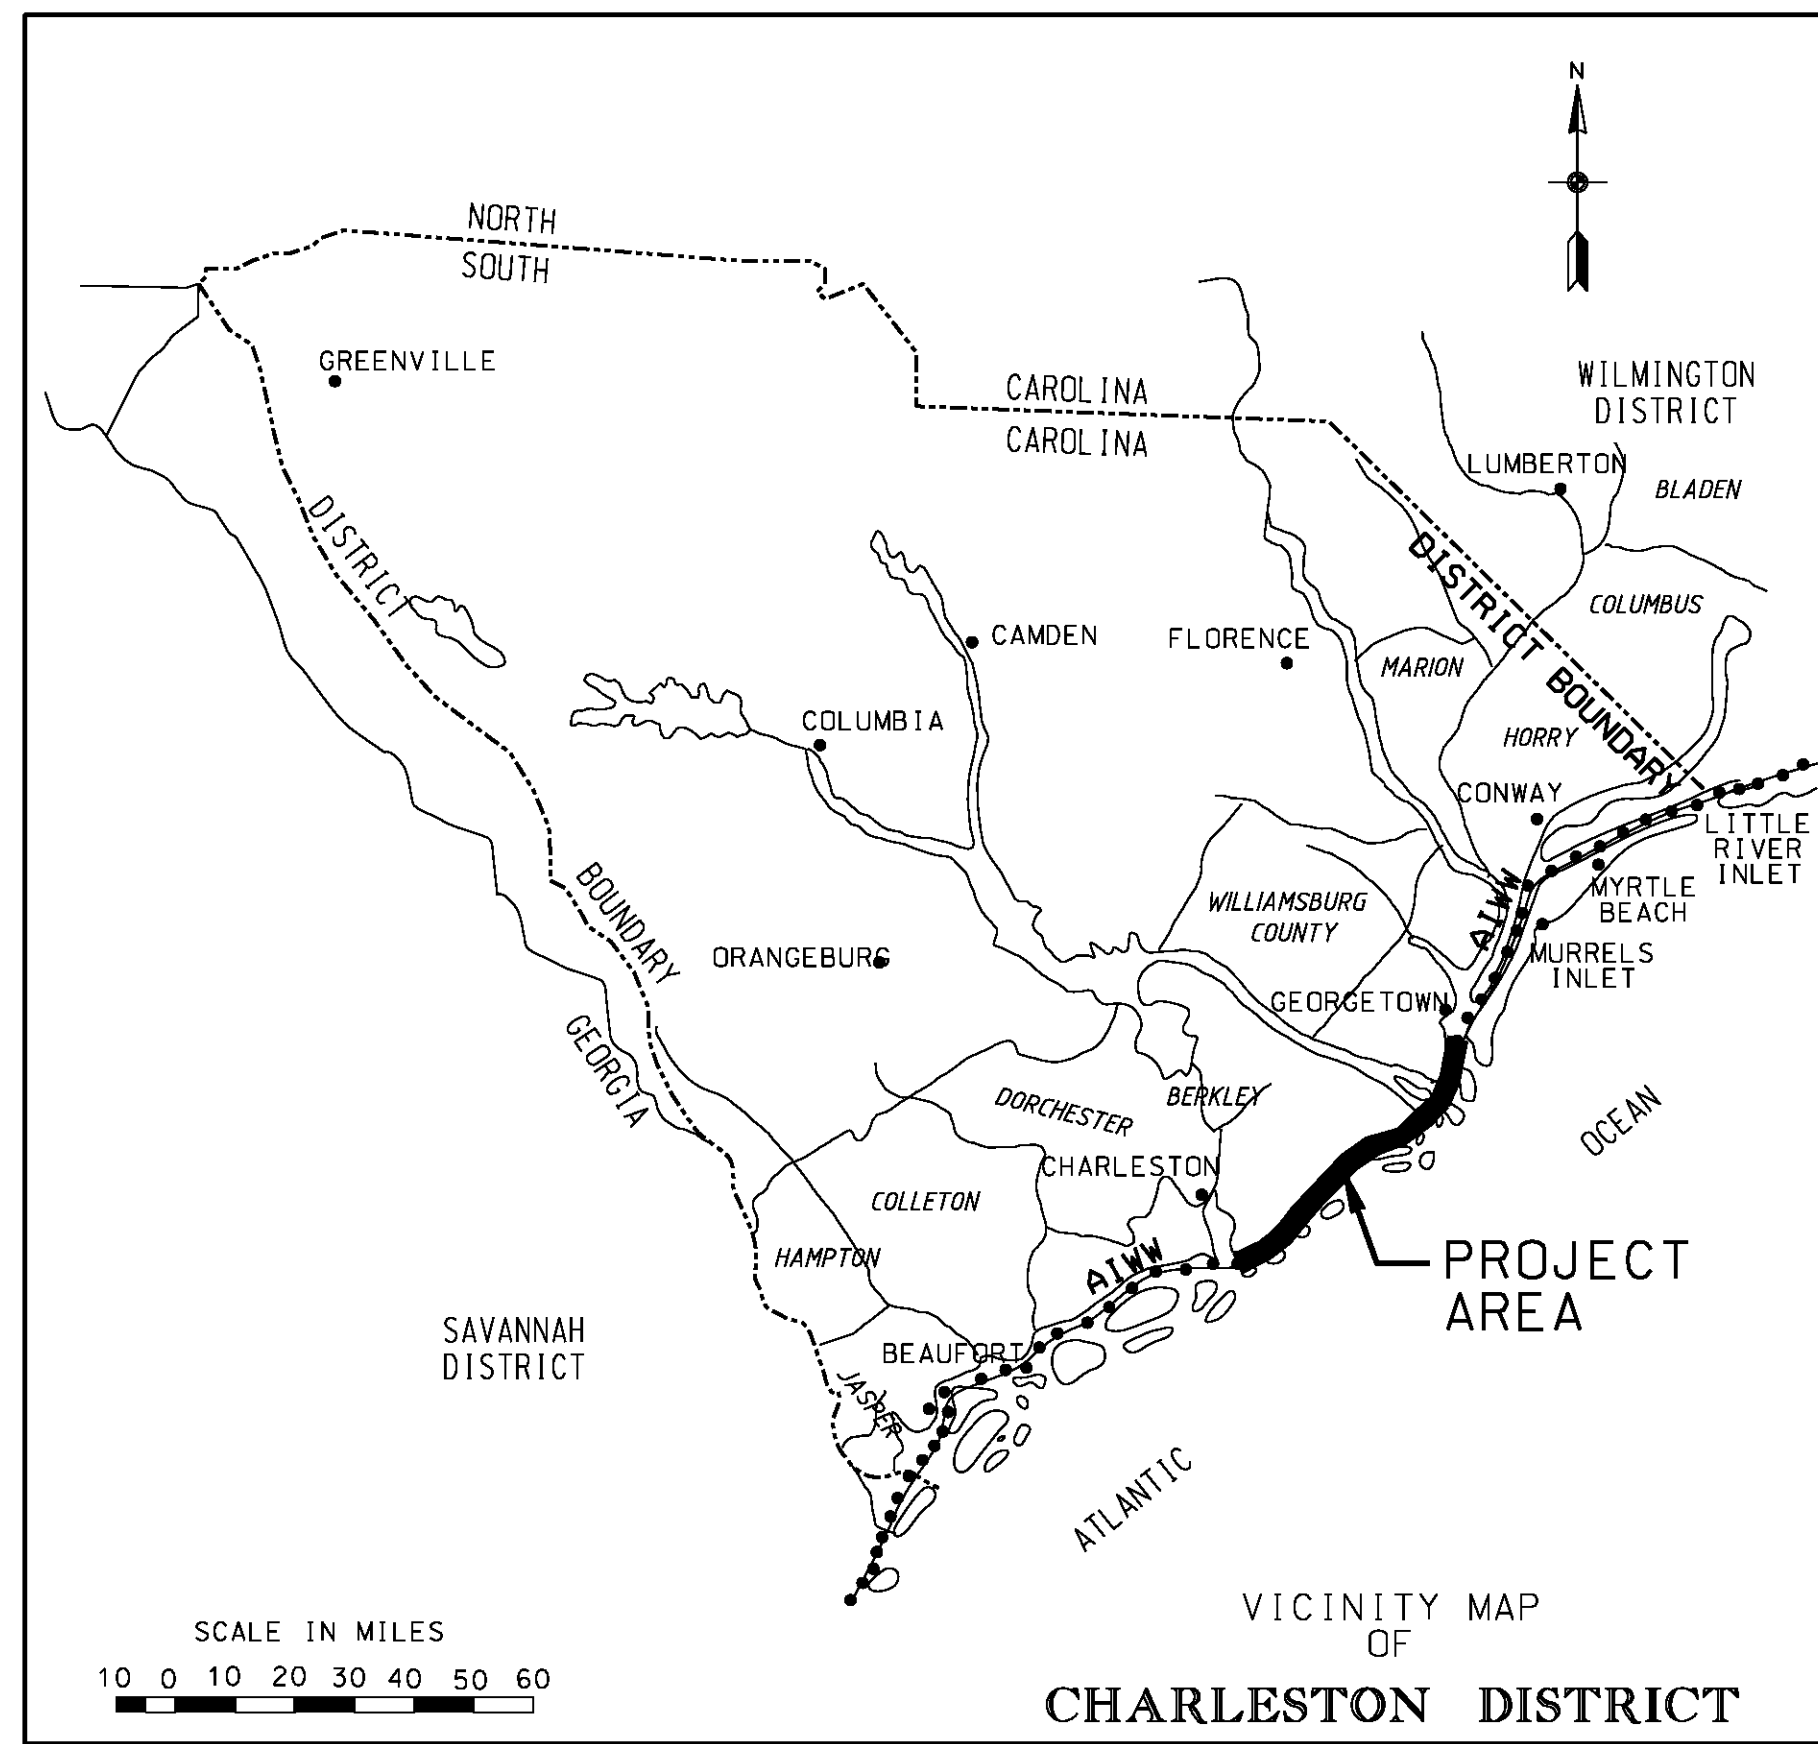 N
NORTH
SOUTH
GREENVILLE
CAROLINA
CAROLINA
WILMINGTON
DISTRICT
LUMBERTON
BLADEN
DISTRICT
DISTRICT BOUNDARY
COLUMBUS
CAMDEN
FLORENCE
MARION
COLUMBIA
HORRY
CONWAY
LITTLE
RIVER
INLET
MYRTLE
BEACH
AIWW
WILLIAMSBURG
COUNTY
BOUNDARY
ORANGEBURG
MURRELS
INLET
GEORGETOWN
GEORGIA
DORCHESTER
BERKLEY
OCEAN
CHARLESTON
COLLETON
HAMPTON
AIWW
PROJECT
AREA
SAVANNAH
DISTRICT
BEAUFORT
JASPER
ATLANTIC
VICINITY MAP
OF
CHARLESTON DISTRICT
SCALE IN MILES
10 0 10 20 30 40 50 60